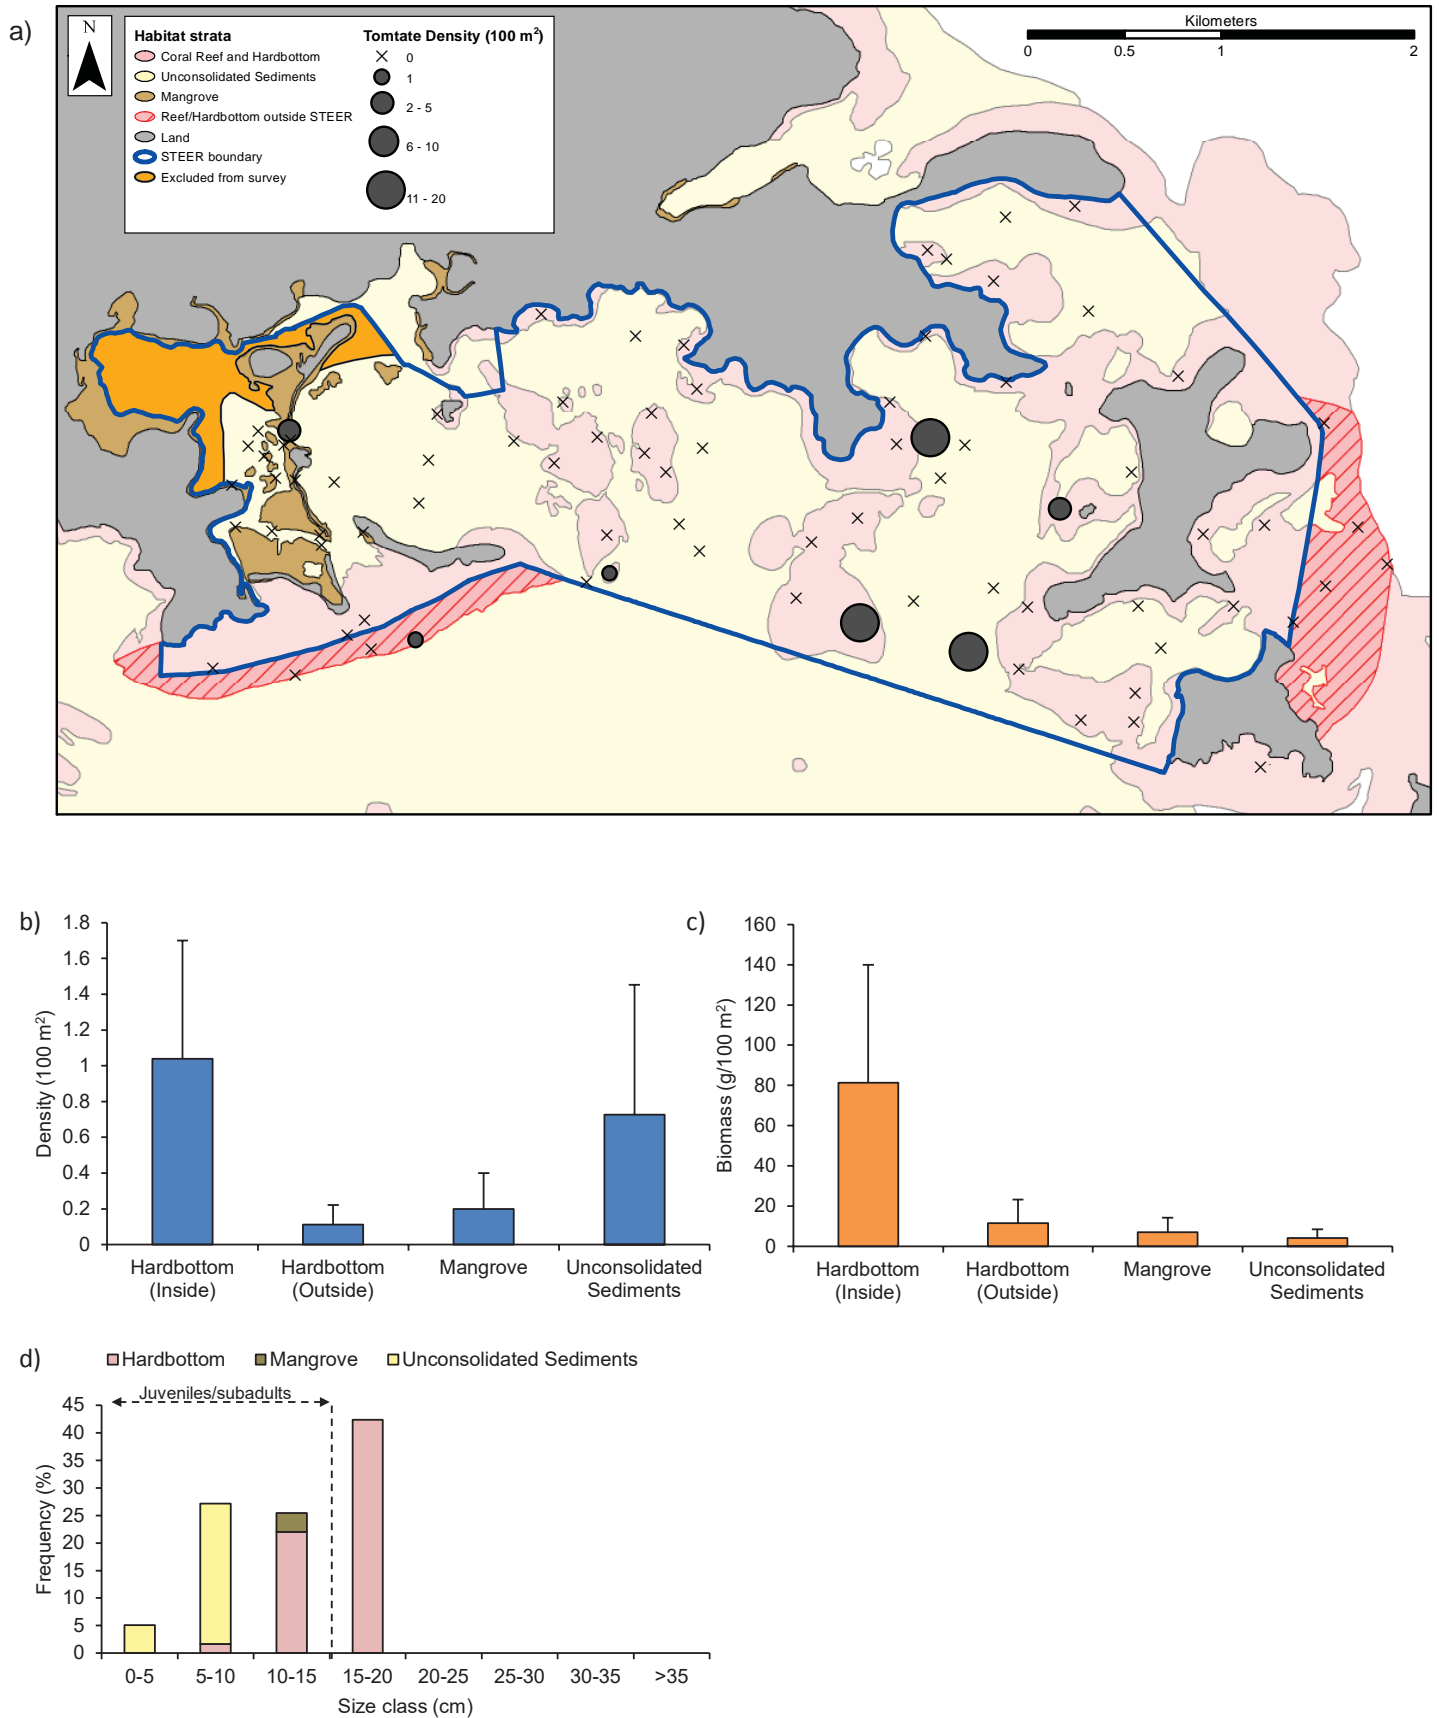 a)
N
Habitat strata
Coral Reef and Hardbottom
Unconsolidated Sediments
Mangrove
Reef/Hardbottom outside STEER
Land
STEER boundary
Excluded from survey
Tomtate Density (100 m²)
0
1
2 - 5
6 - 10
11 - 20
Kilometers
0 0.5 1 2
b)
Density (100 m²)
1.8
1.6
1.4
1.2
1
0.8
0.6
0.4
0.2
0
Hardbottom (Inside)
Hardbottom (Outside)
Mangrove
Unconsolidated Sediments
c)
Biomass (g/100 m²)
160
140
120
100
80
60
40
20
0
Hardbottom (Inside)
Hardbottom (Outside)
Mangrove
Unconsolidated Sediments
d)
Hardbottom Mangrove Unconsolidated Sediments
Juveniles/subadults
Frequency (%)
45
40
35
30
25
20
15
10
5
0
0-5 5-10 10-15 15-20 20-25 25-30 30-35 >35
Size class (cm)